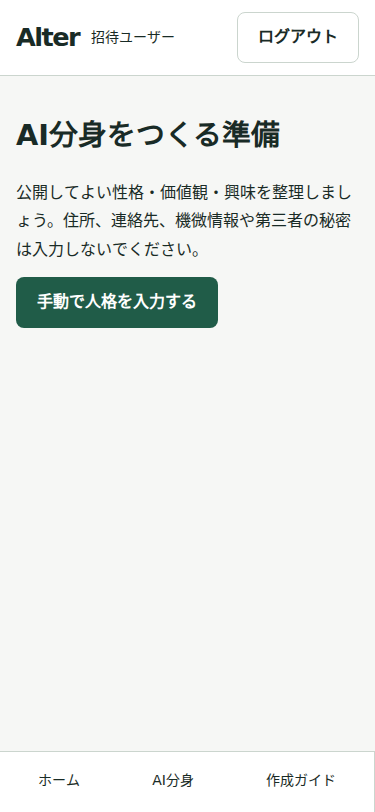 Alter 招待ユーザー ログアウト
AI分身をつくる準備
公開してよい性格・価値観・興味を整理しまし
ょう。住所、連絡先、機微情報や第三者の秘密
は入力しないでください。
手動で人格を入力する
ホーム AI分身 作成ガイド